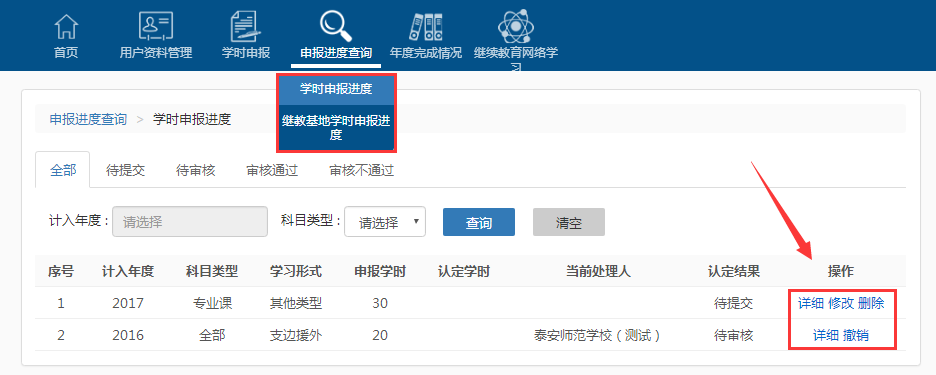 首页 用户资料管理 学时申报 申报进度查询 年度完成情况 继续教育网络学
习
学时申报进度
继教基地学时申报进
度
申报进度查询 > 学时申报进度
全部 待提交 待审核 审核通过 审核不通过
计入年度： 请选择 科目类型： 请选择 查询 清空
序号 计入年度 科目类型 学习形式 申报学时 认定学时 当前处理人 认定结果 操作
1 2017 专业课 其他类型 30 待提交 详细 修改 删除
2 2016 全部 支边援外 20 泰安师范学校（测试） 待审核 详细 撤销